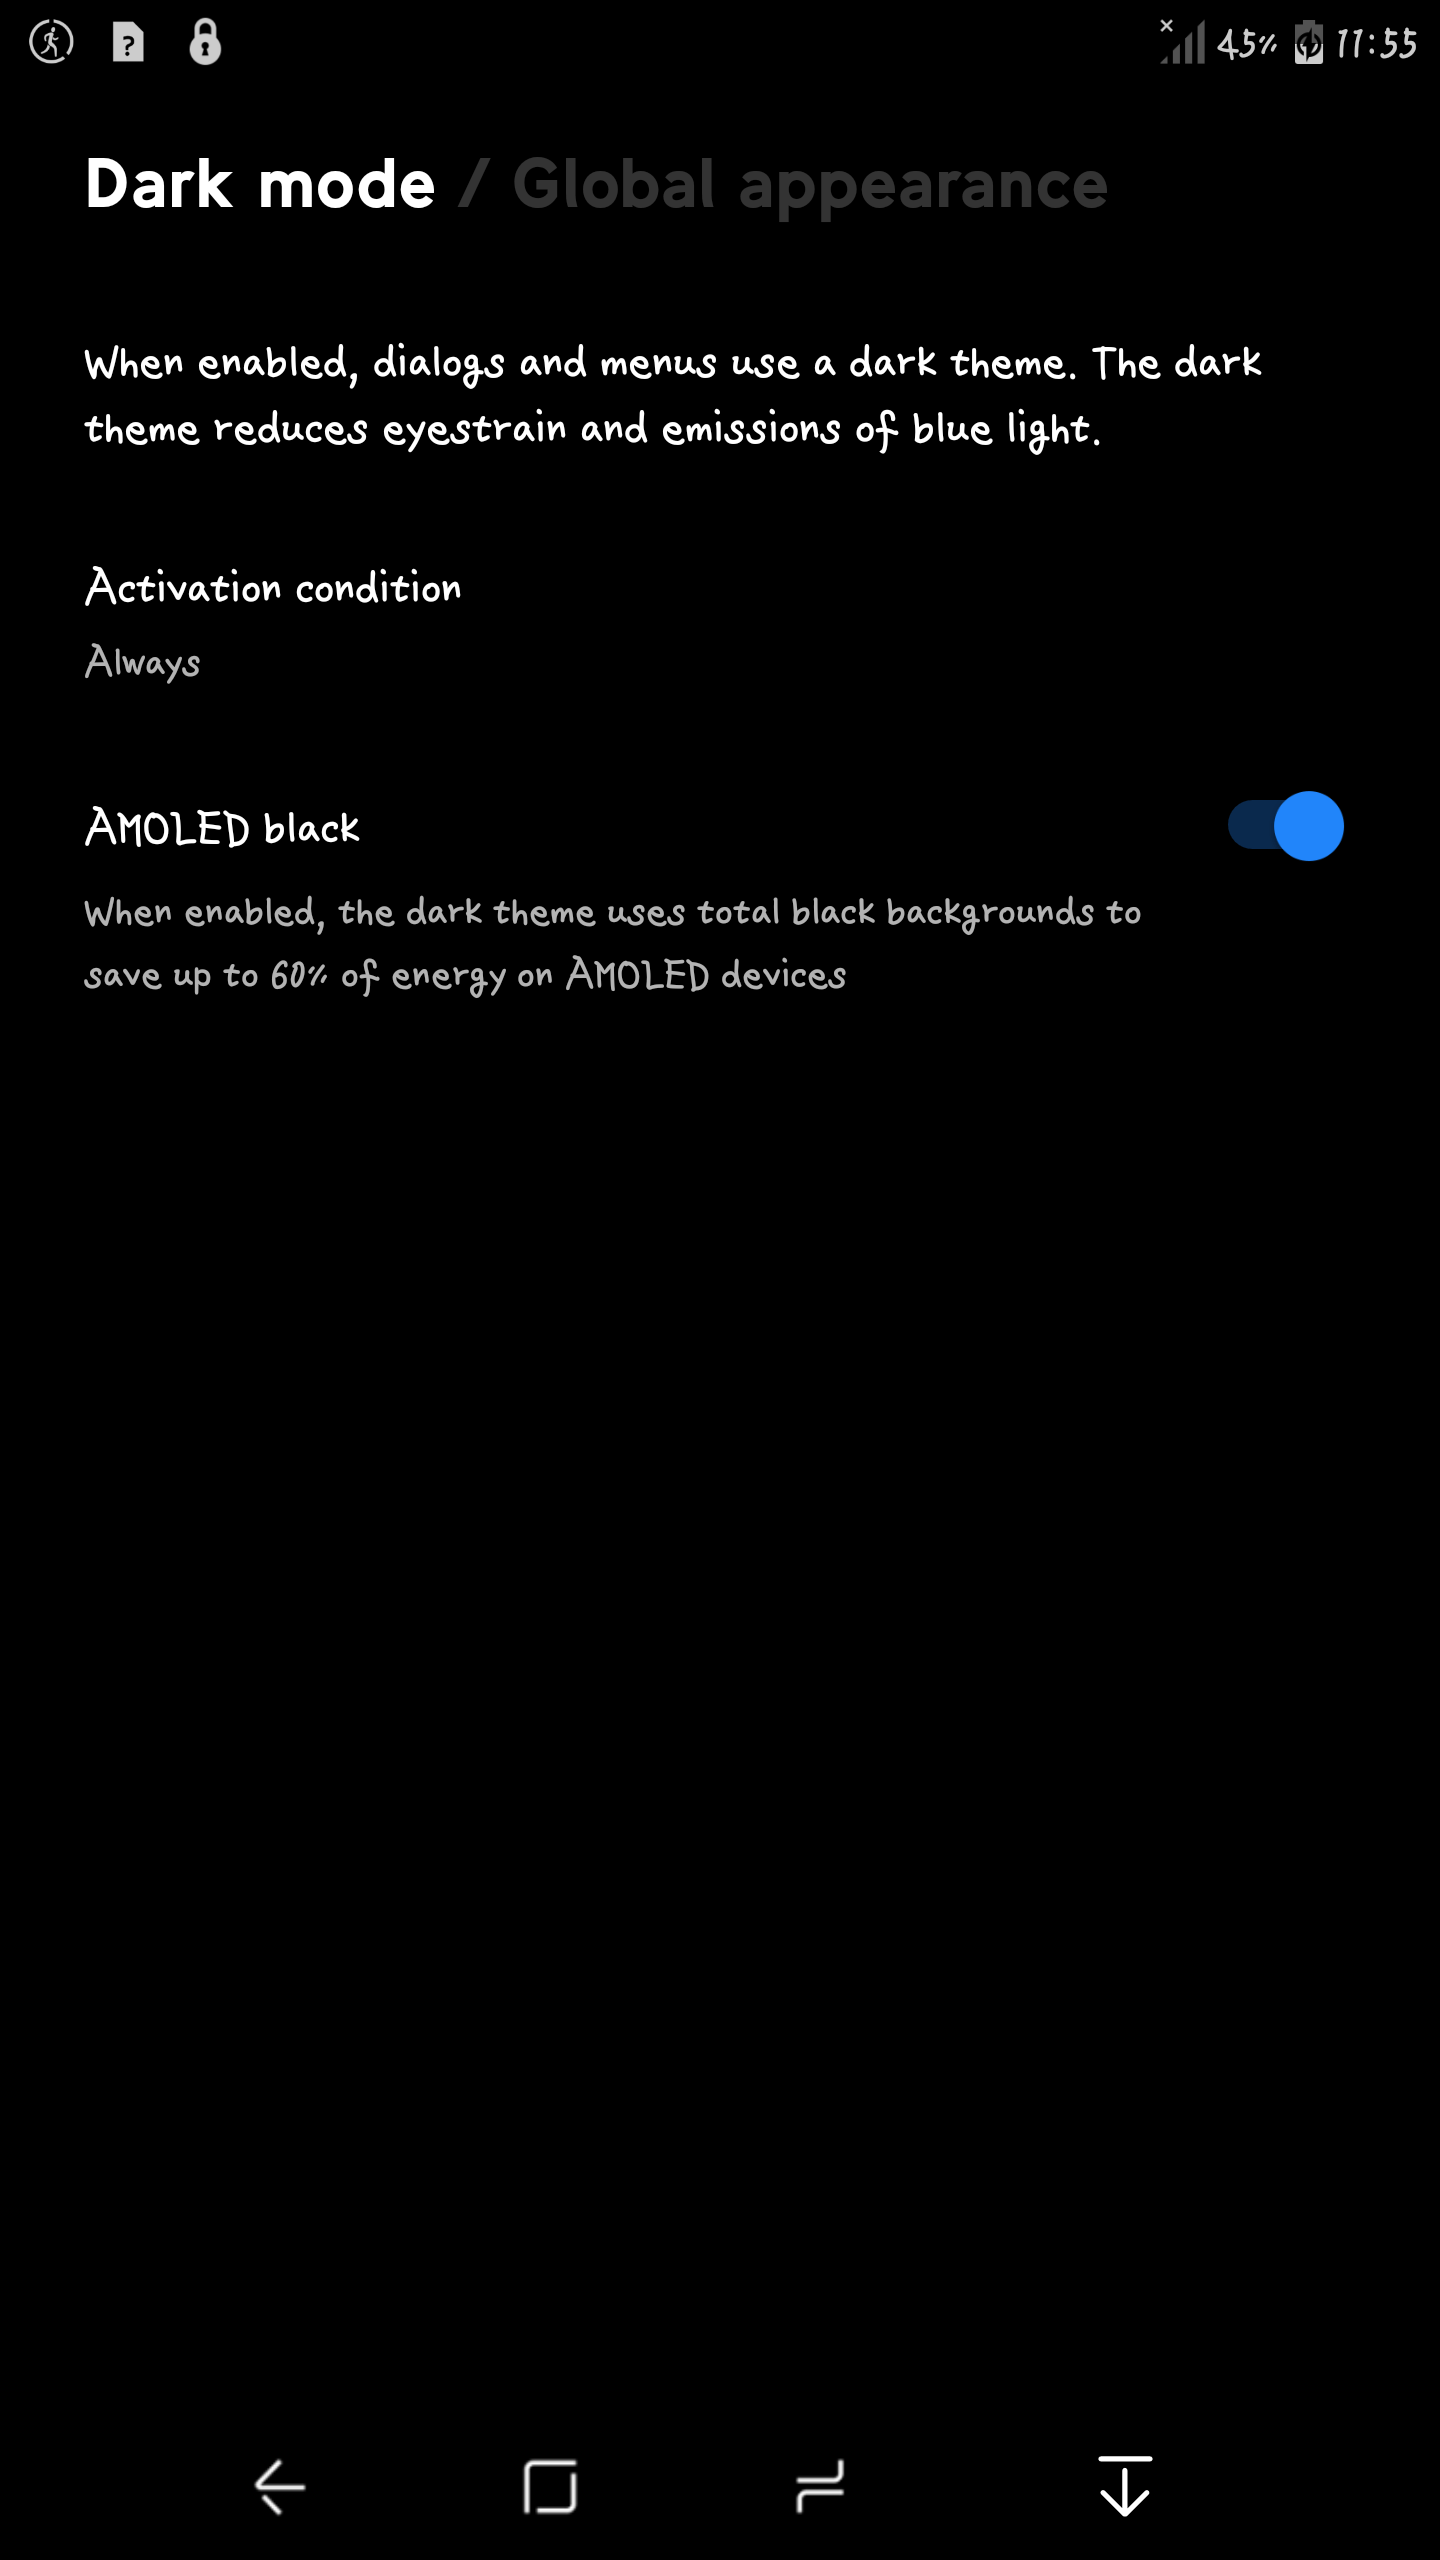 45% 11:55
Dark mode / Global appearance
When enabled, dialogs and menus use a dark theme. The dark
theme reduces eyestrain and emissions of blue light.
Activation condition
Always
AMOLED black
When enabled, the dark theme uses total black backgrounds to
save up to 60% of energy on AMOLED devices